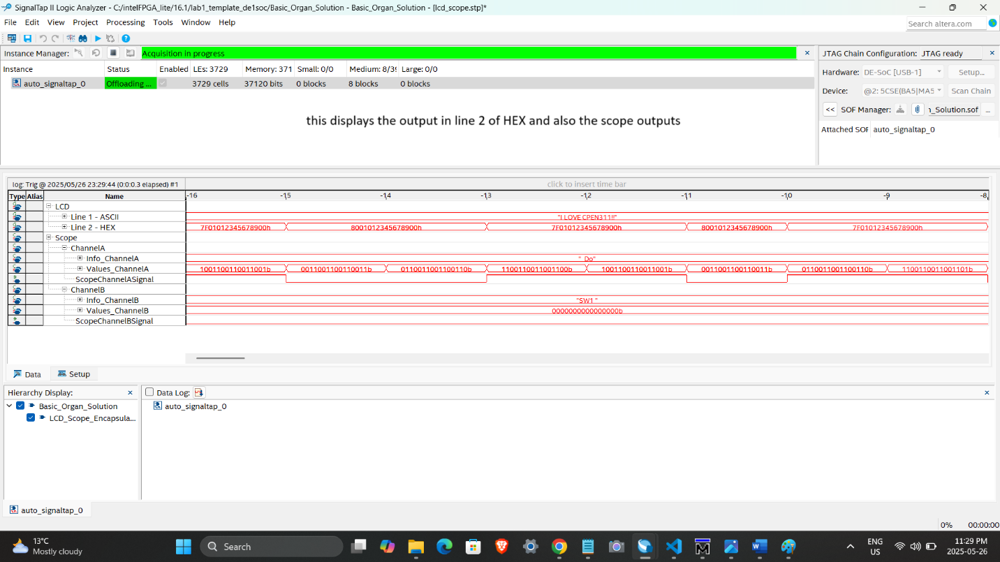 SignalTap II Logic Analyzer - C:/intelFPGA_lite/16.1/lab1_template_de1soc/Basic_Organ_Solution - Basic_Organ_Solution - [lcd_scope.stp]*
File Edit View Project Processing Tools Window Help
Search altera.com
Instance Manager: Acquisition in progress
JTAG Chain Configuration: JTAG ready
Instance Status Enabled LEs: 3729 Memory: 371 Small: 0/0 Medium: 8/39 Large: 0/0
auto_signaltap_0 Offloading ... 3729 cells 37120 bits 0 blocks 8 blocks 0 blocks
Hardware: DE-SoC [USB-1] Setup...
Device: @2: 5CSE(BA5|MA5 Scan Chain
<< SOF Manager: n_Solution.sof ...
Attached SOF auto_signaltap_0
this displays the output in line 2 of HEX and also the scope outputs
log: Trig @ 2025/05/26 23:29:44 (0:0:0.3 elapsed) #1 click to insert time bar
Type Alias Name -16 -15 -14 -13 -12 -11 -10 -9 -8
LCD
Line 1 - ASCII "I LOVE CPEN311!!"
Line 2 - HEX 7F01012345678900h 8001012345678900h 7F01012345678900h 8001012345678900h 7F01012345678900h
Scope
ChannelA
Info_ChannelA " Do"
Values_ChannelA 1001100110011001b 0011001100110011b 0110011001100110b 1100110011001100b 1001100110011001b 0011001100110011b 0110011001100110b 1100110011001101b
ScopeChannelASignal
ChannelB
Info_ChannelB "SW1 "
Values_ChannelB 0000000000000000b
ScopeChannelBSignal
Data Setup
Hierarchy Display: Data Log:
Basic_Organ_Solution auto_signaltap_0
LCD_Scope_Encapsula...
auto_signaltap_0
0% 00:00:00
13°C
Mostly cloudy
Search
ENG
US
11:29 PM
2025-05-26